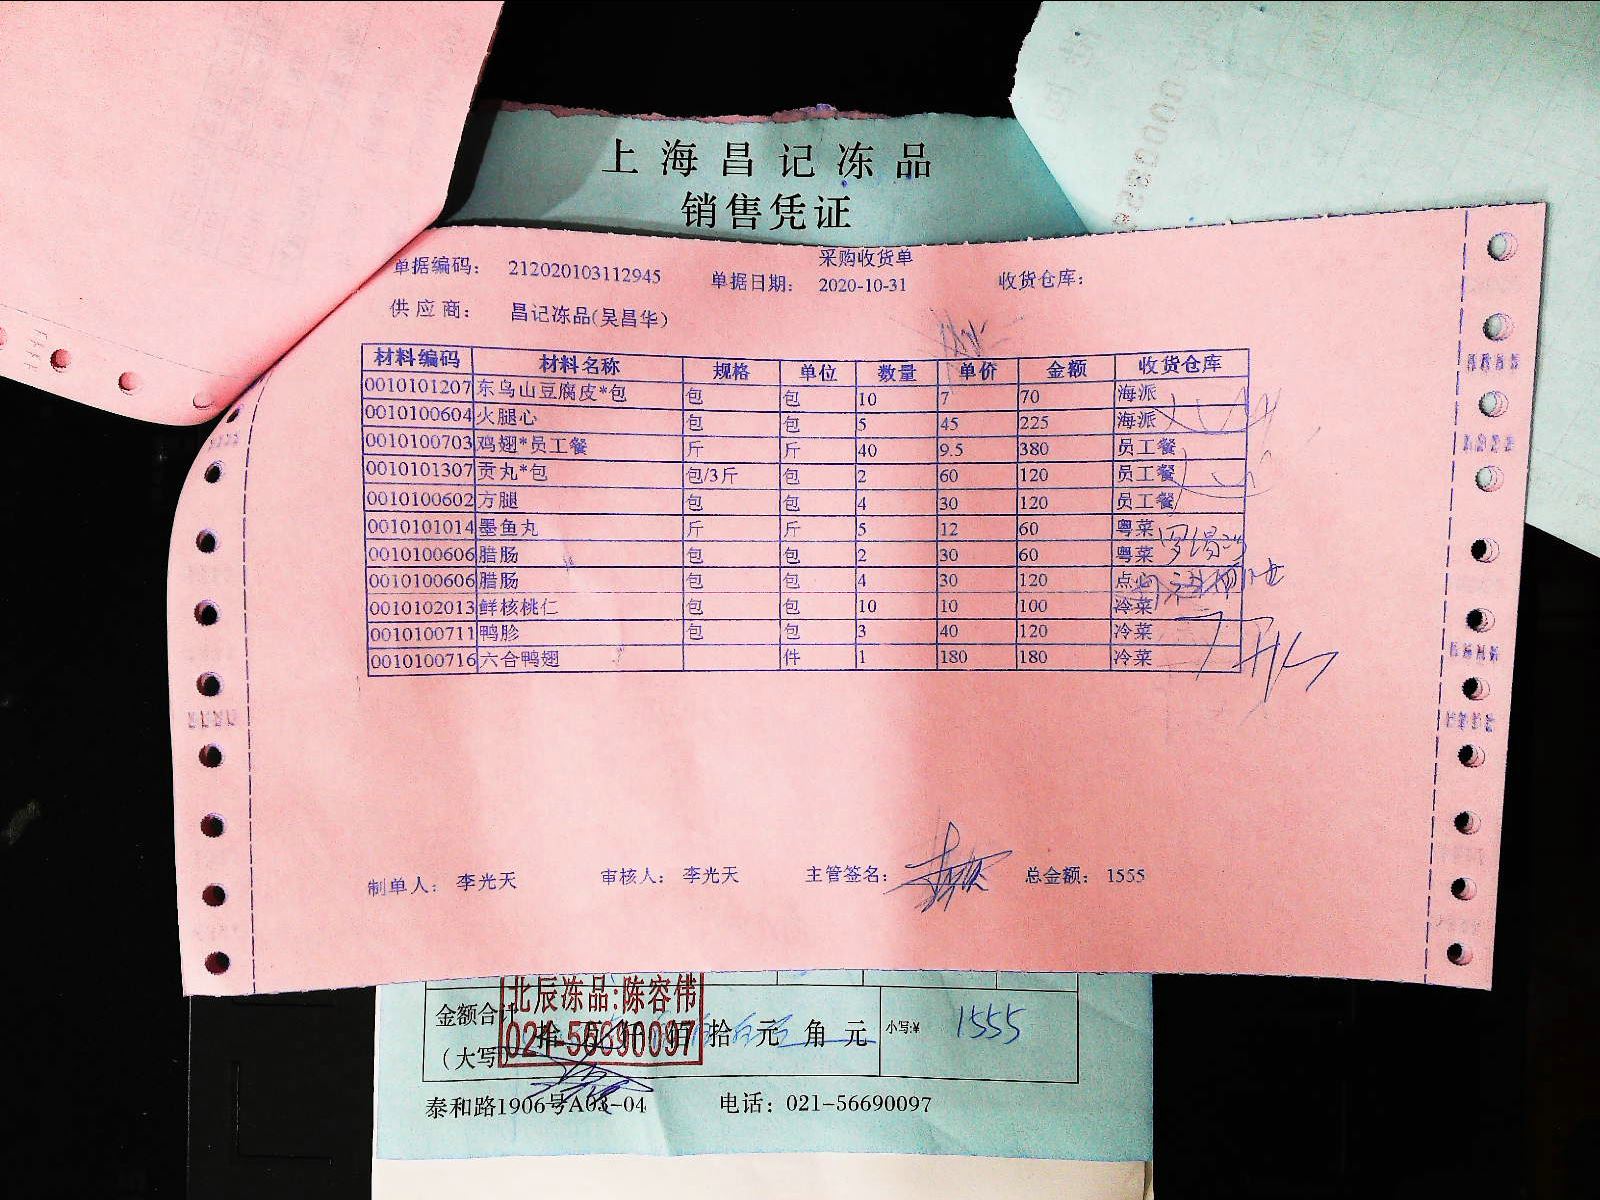 上海昌记冻品
销售凭证
采购收货单
单据编码： 212020103112945 单据日期： 2020-10-31 收货仓库：
供应商： 昌记冻品(吴昌华)
材料编码 材料名称 规格 单位 数量 单价 金额 收货仓库
0010101207 东乌山豆腐皮*包 包 包 10 7 70 海派
0010100604 火腿心 包 包 5 45 225 海派
0010100703 鸡翅*员工餐 斤 斤 40 9.5 380 员工餐
0010101307 贡丸*包 包/3斤 包 2 60 120 员工餐
0010100602 方腿 包 包 4 30 120 员工餐
0010101014 墨鱼丸 斤 斤 5 12 60 粤菜
0010100606 腊肠 包 包 2 30 60 粤菜
0010100606 腊肠 包 包 4 30 120 点心
0010102013 鲜核桃仁 包 包 10 10 100 冷菜
0010100711 鸭胗 包 包 3 40 120 冷菜
0010100716 六合鸭翅 件 1 180 180 冷菜
制单人： 李光天 审核人： 李光天 主管签名： 总金额： 1555
北辰冻品:陈容伟
021-56690097
金额合计
(大写) 拾 万 仟 佰 拾 元 角 元 小写:¥ 1555
泰和路1906号A03-04 电话：021-56690097